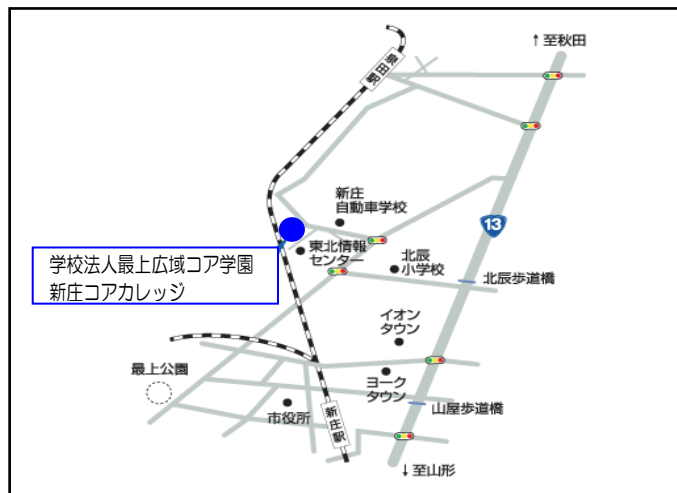 ↑至秋田
泉田駅
新庄
自動車学校
13
東北情報
センター
北辰
小学校
北辰歩道橋
学校法人最上広域コア学園
新庄コアカレッジ
イオン
タウン
最上公園
ヨーク
タウン
市役所
新庄駅
山屋歩道橋
↓至山形